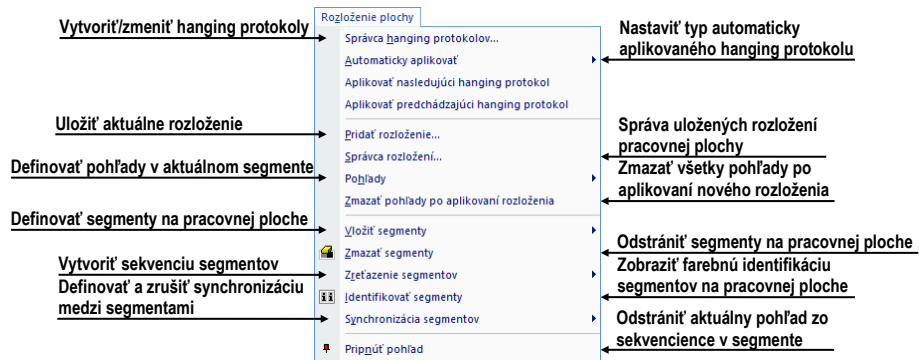 Rozloženie plochy
Vytvoriť/zmeniť hanging protokoly
Správca hanging protokolov...
Nastaviť typ automaticky
aplikovaného hanging protokolu
Automaticky aplikovať
Aplikovať nasledujúci hanging protokol
Aplikovať predchádzajúci hanging protokol
Uložiť aktuálne rozloženie
Pridať rozloženie...
Správa uložených rozložení
pracovnej plochy
Správca rozložení...
Definovať pohľady v aktuálnom segmente
Pohľady
Zmazať všetky pohľady po
aplikovaní nového rozloženia
Zmazať pohľady po aplikovaní rozloženia
Definovať segmenty na pracovnej ploche
Vložiť segmenty
Odstrániť segmenty na pracovnej ploche
Zmazať segmenty
Vytvoriť sekvenciu segmentov
Zreťazenie segmentov
Zobraziť farebnú identifikáciu
segmentov na pracovnej ploche
Identifikovať segmenty
Definovať a zrušiť synchronizáciu
medzi segmentami
Synchronizácia segmentov
Odstrániť aktuálny pohľad zo
sekvencience v segmente
Pripnúť pohľad